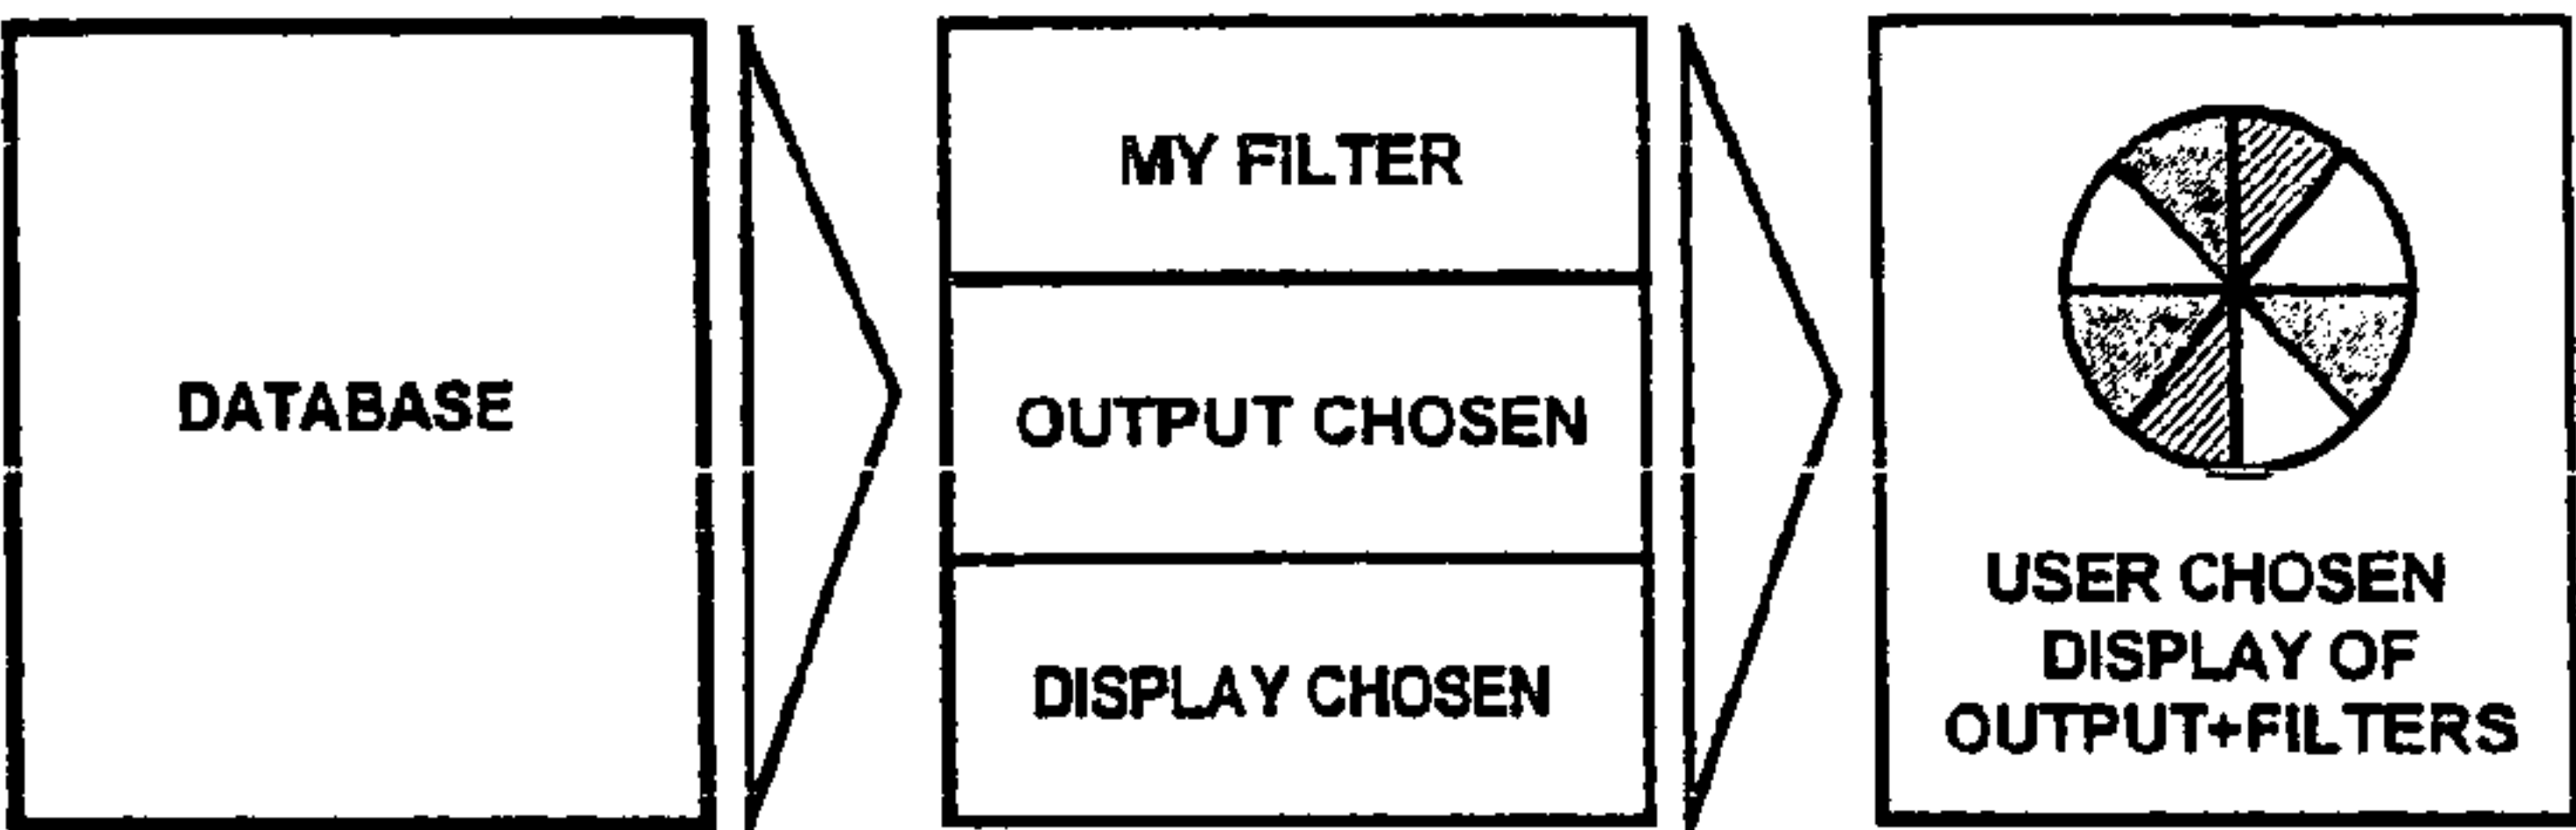 DATABASE
MY FILTER
OUTPUT CHOSEN
DISPLAY CHOSEN
USER CHOSEN
DISPLAY OF
OUTPUT+FILTERS